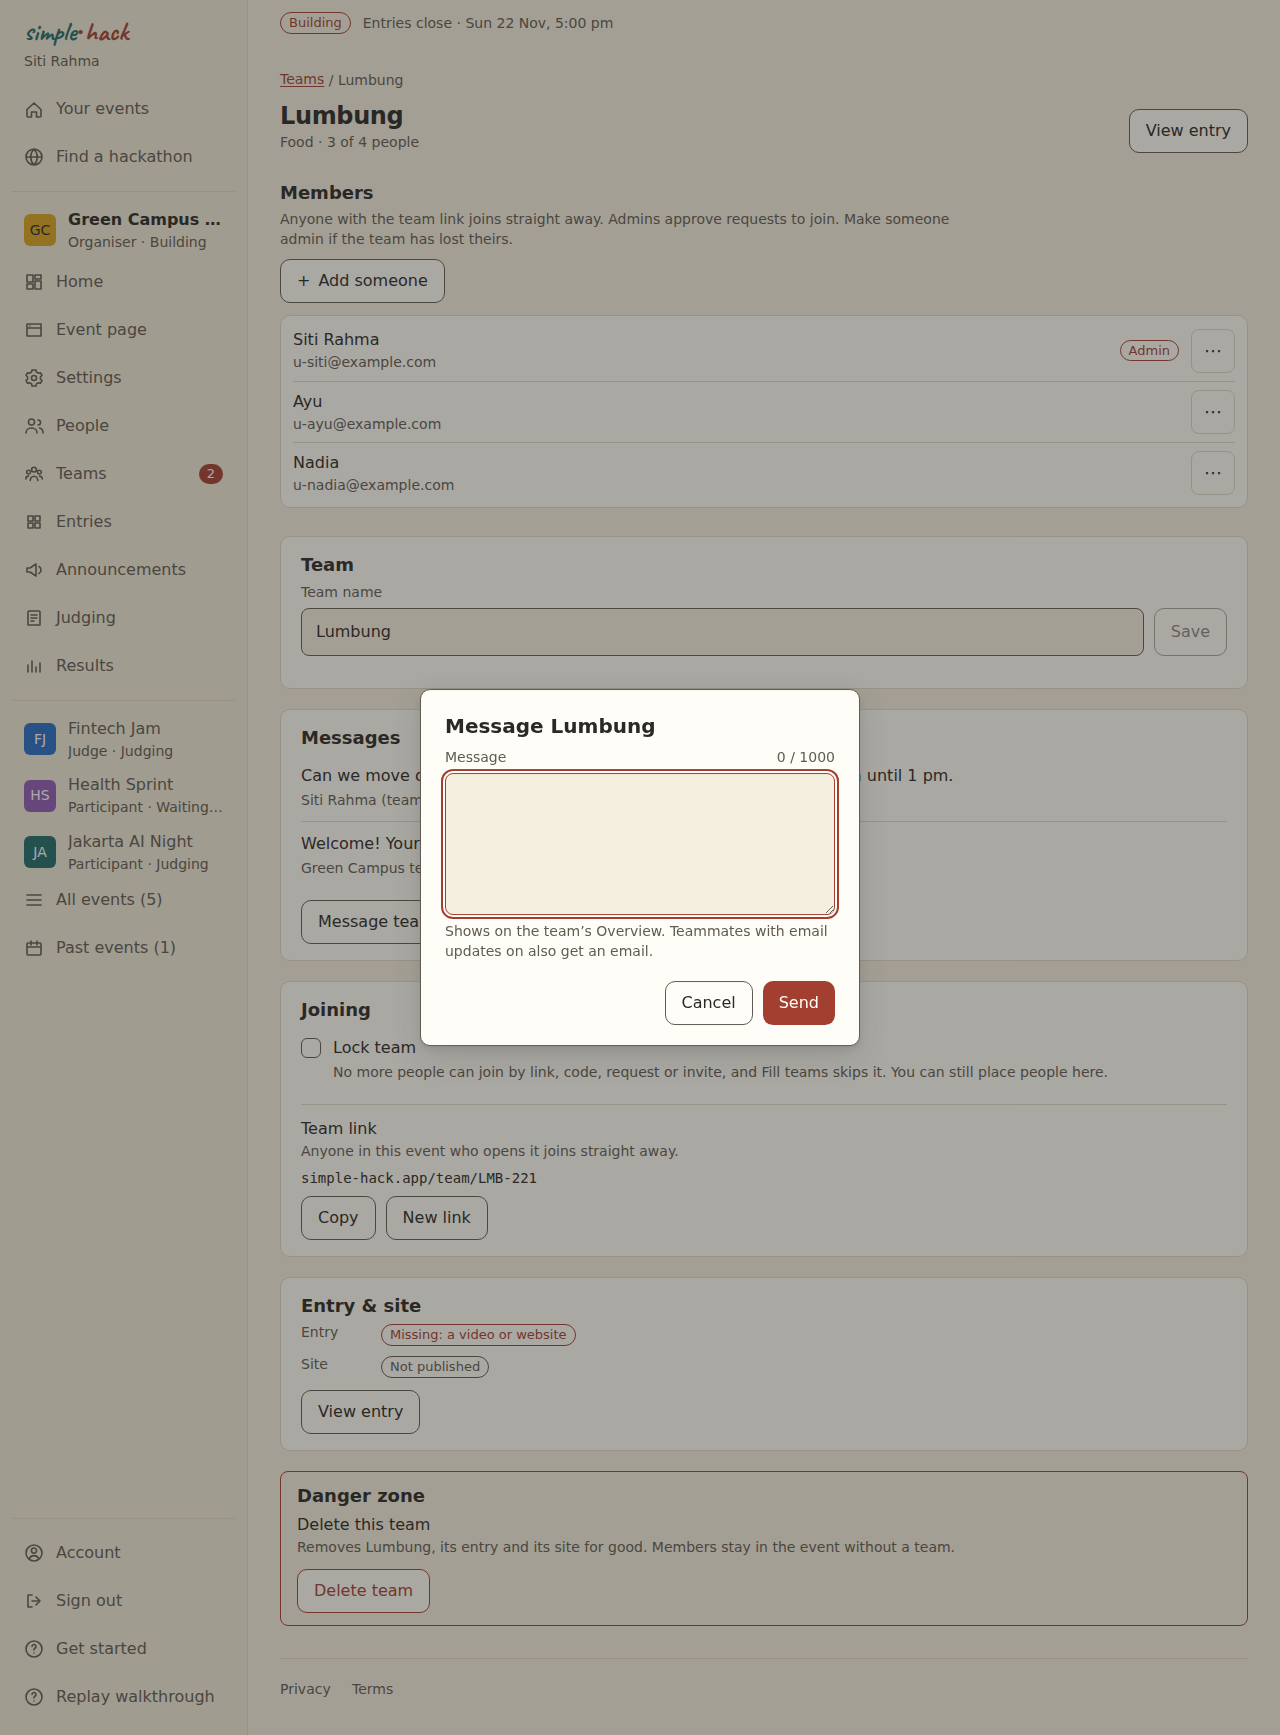 simple·hack
Siti Rahma
Your events
Find a hackathon
GC
Green Campus …
Organiser · Building
Home
Event page
Settings
People
Teams
2
Entries
Announcements
Judging
Results
FJ
Fintech Jam
Judge · Judging
HS
Health Sprint
Participant · Waiting…
JA
Jakarta AI Night
Participant · Judging
All events (5)
Past events (1)
Account
Sign out
Get started
Replay walkthrough
Building
Entries close · Sun 22 Nov, 5:00 pm
Teams / Lumbung
Lumbung
Food · 3 of 4 people
View entry
Members
Anyone with the team link joins straight away. Admins approve requests to join. Make someone
admin if the team has lost theirs.
+ Add someone
Siti Rahma
u-siti@example.com
Admin
Ayu
u-ayu@example.com
Nadia
u-nadia@example.com
Team
Team name
Lumbung
Save
Messages
Can we move
until 1 pm.
Siti Rahma (team
Welcome! Your
Green Campus
Message
Message Lumbung
Message
0 / 1000
Shows on the team’s Overview. Teammates with email
updates on also get an email.
Cancel
Send
Joining
Lock team
No more people can join by link, code, request or invite, and Fill teams skips it. You can still place people here.
Team link
Anyone in this event who opens it joins straight away.
simple-hack.app/team/LMB-221
Copy
New link
Entry & site
Entry
Missing: a video or website
Site
Not published
View entry
Danger zone
Delete this team
Removes Lumbung, its entry and its site for good. Members stay in the event without a team.
Delete team
Privacy
Terms